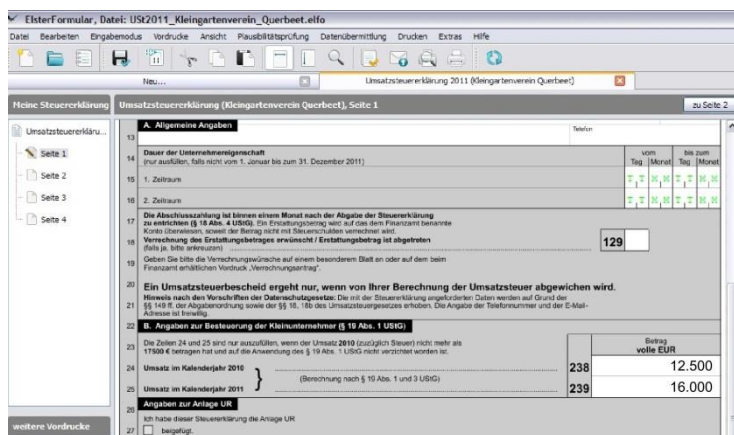 ElsterFormular, Datei: USt2011_Kleingartenverein_Querbeet.elfo
Datei Bearbeiten Eingabemodus Vordrucke Ansicht Plausibilitätsprüfung Datenübermittlung Drucken Extras Hilfe
Neu... Umsatzsteuererklärung 2011 (Kleingartenverein Querbeet)
Meine Steuererklärung Umsatzsteuererklärung (Kleingartenverein Querbeet), Seite 1 zu Seite 2
Umsatzsteuererkläru...
Seite 1
Seite 2
Seite 3
Seite 4
weitere Vordrucke
A. Allgemeine Angaben
13 Telefon
14 Dauer der Unternehmereigenschaft vom bis zum
(nur ausfüllen, falls nicht vom 1. Januar bis zum 31. Dezember 2011) Tag Monat Tag Monat
15 1. Zeitraum T T M M T T M M
16 2. Zeitraum T T M M T T M M
Die Abschlusszahlung ist binnen einem Monat nach der Abgabe der Steuererklärung
17 zu entrichten (§ 18 Abs. 4 UStG). Ein Erstattungsbetrag wird auf das dem Finanzamt benannte
Konto überwiesen, soweit der Betrag nicht mit Steuerschulden verrechnet wird.
18 Verrechnung des Erstattungsbetrages erwünscht / Erstattungsbetrag ist abgetreten 129
(falls ja, bitte ankreuzen)
19 Geben Sie bitte die Verrechnungswünsche auf einem besonderem Blatt an oder auf dem beim
Finanzamt erhältlichen Vordruck „Verrechnungsantrag“.
20 Ein Umsatzsteuerbescheid ergeht nur, wenn von Ihrer Berechnung der Umsatzsteuer abgewichen wird.
Hinweis nach den Vorschriften der Datenschutzgesetze: Die mit der Steuererklärung angeforderten Daten werden auf Grund der
21 §§ 149 ff. der Abgabenordnung sowie der §§ 18, 18b des Umsatzsteuergesetzes erhoben. Die Angabe der Telefonnummer und der E-Mail-
Adresse ist freiwillig.
22 B. Angaben zur Besteuerung der Kleinunternehmer (§ 19 Abs. 1 UStG)
23 Die Zeilen 24 und 25 sind nur auszufüllen, wenn der Umsatz 2010 (zuzüglich Steuer) nicht mehr als Betrag
17500 € betragen hat und auf die Anwendung des § 19 Abs. 1 UStG nicht verzichtet worden ist. volle EUR
24 Umsatz im Kalenderjahr 2010 238 12.500
(Berechnung nach § 19 Abs. 1 und 3 UStG)
25 Umsatz im Kalenderjahr 2011 239 16.000
26 Angaben zur Anlage UR
Ich habe dieser Steuererklärung die Anlage UR
27 beigefügt.